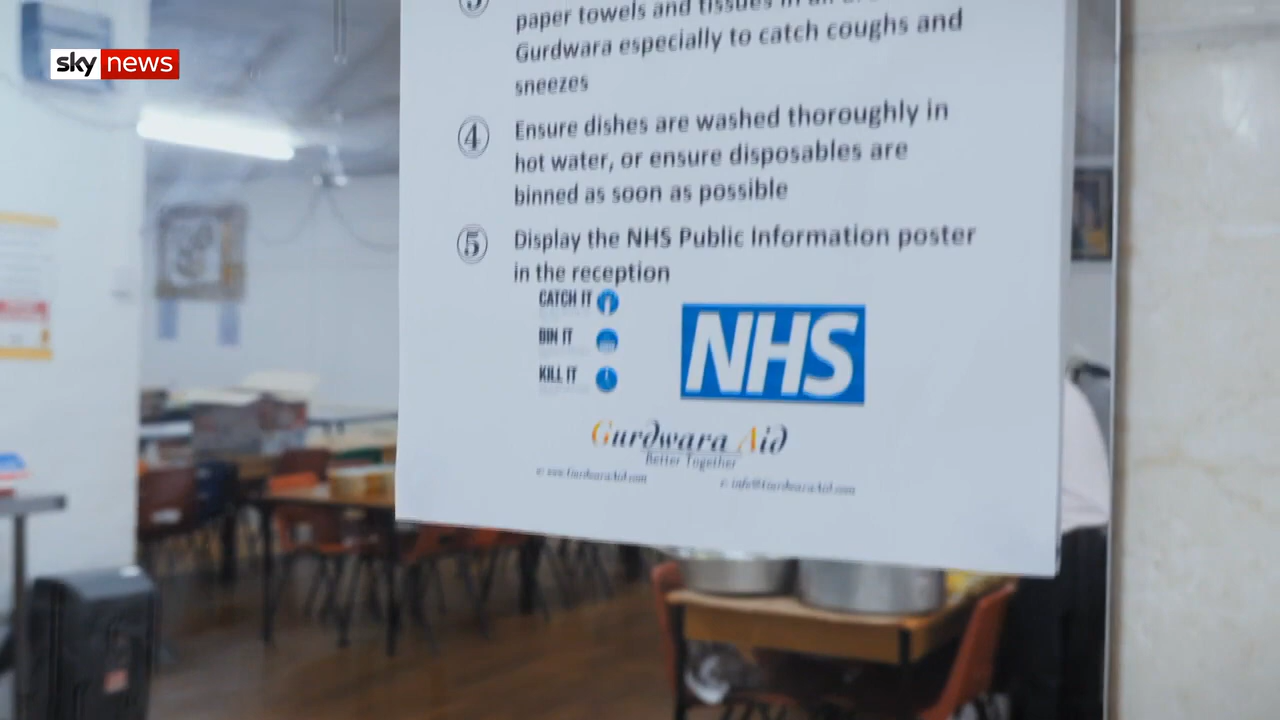 sky news
3
paper towels and tissues in all
Gurdwara especially to catch coughs and
sneezes
4 Ensure dishes are washed thoroughly in
hot water, or ensure disposables are
binned as soon as possible
5 Display the NHS Public Information poster
in the reception
CATCH IT
BIN IT
KILL IT
NHS
Gurdwara Aid
Better Together